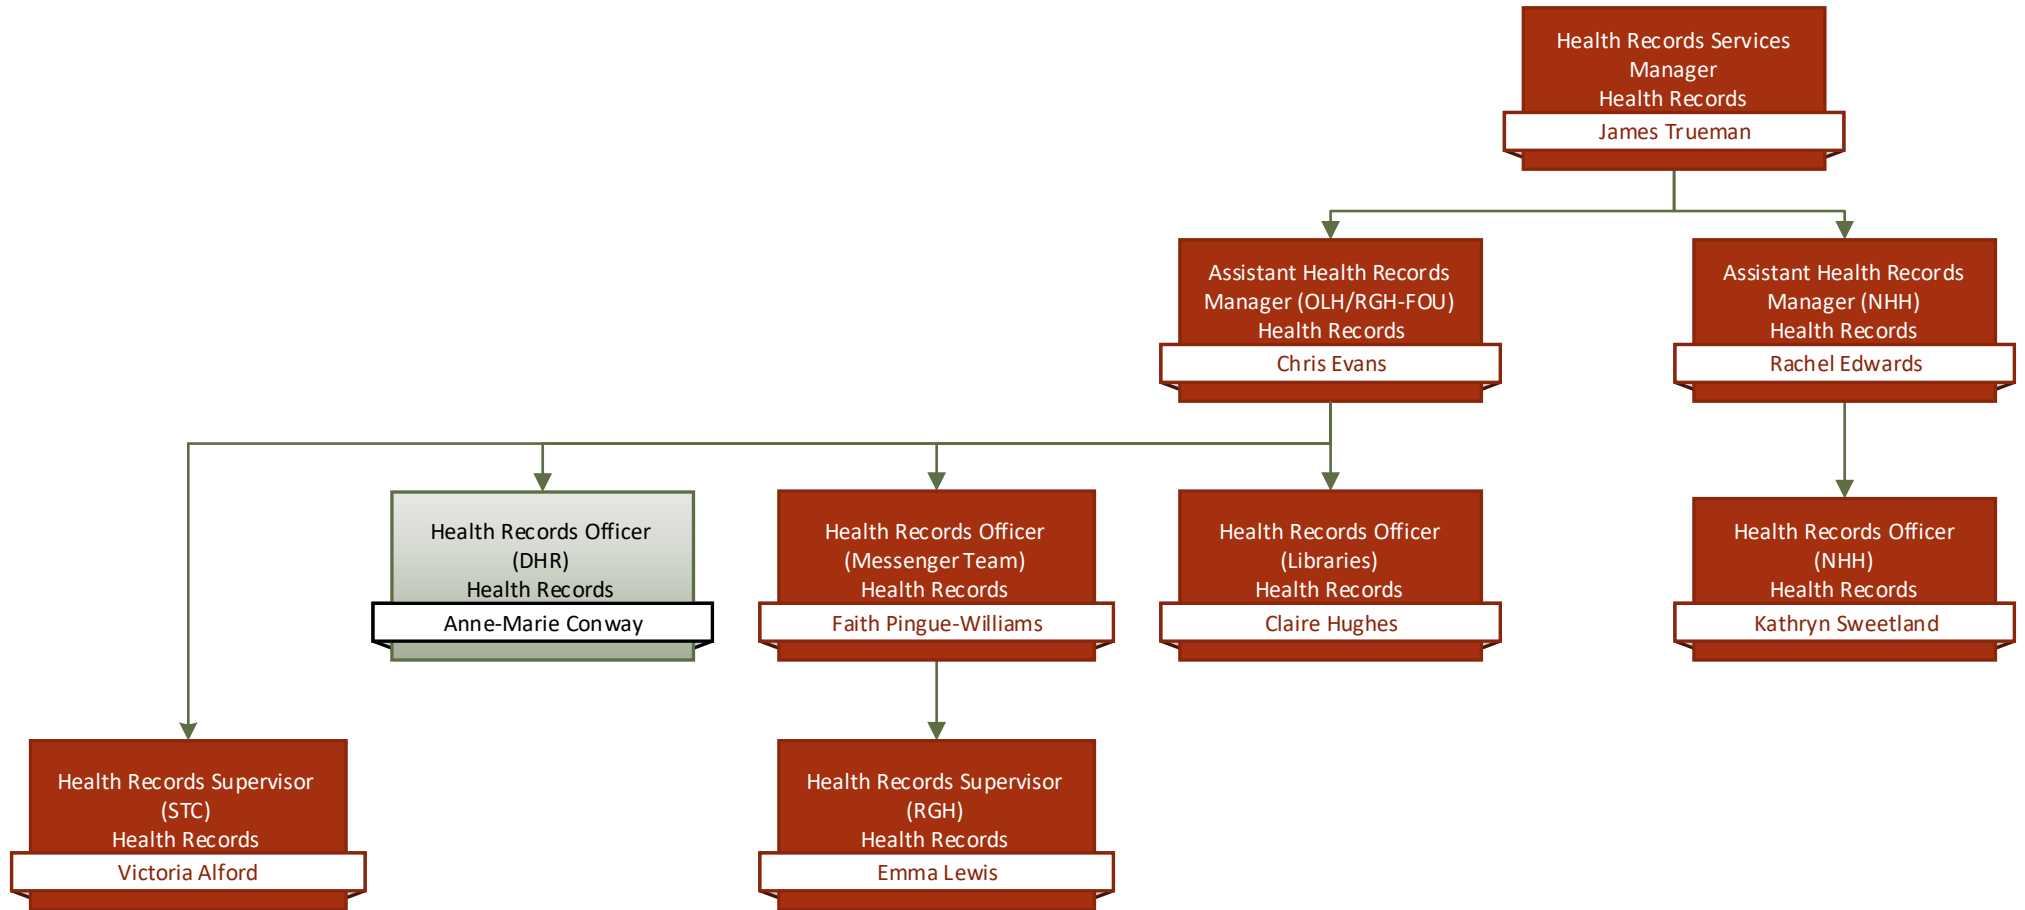 Health Records Services
Manager
Health Records
James Trueman
Assistant Health Records
Manager (OLH/RGH-FOU)
Health Records
Chris Evans
Assistant Health Records
Manager (NHH)
Health Records
Rachel Edwards
Health Records Officer
(DHR)
Health Records
Anne-Marie Conway
Health Records Officer
(Messenger Team)
Health Records
Faith Pingue-Williams
Health Records Officer
(Libraries)
Health Records
Claire Hughes
Health Records Officer
(NHH)
Health Records
Kathryn Sweetland
Health Records Supervisor
(STC)
Health Records
Victoria Alford
Health Records Supervisor
(RGH)
Health Records
Emma Lewis